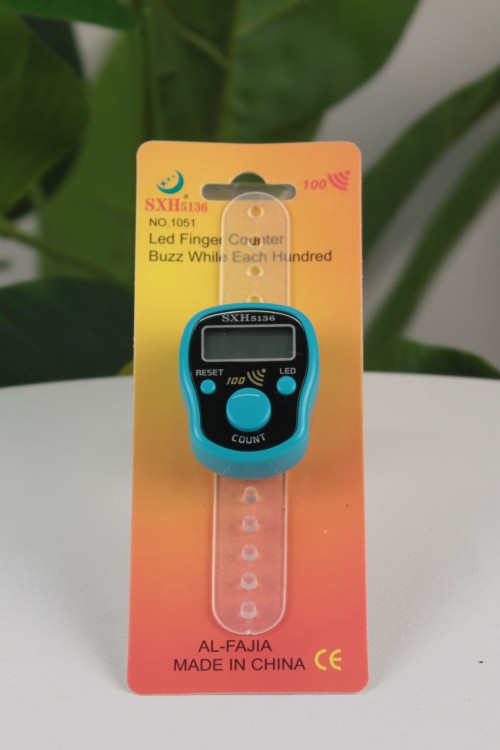 SXH5136
100
NO.1051
Led Finger Counter
Buzz While Each Hundred
SXH5136
RESET
LED
100
COUNT
AL-FAJIA
MADE IN CHINA CE